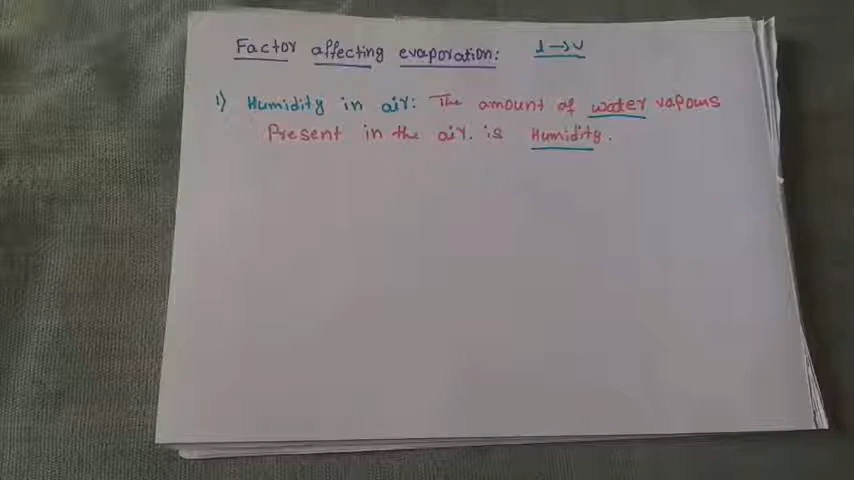 Factor affecting evaporation: l→v
1) Humidity in air: The amount of water vapours
Present in the air. is Humidity.